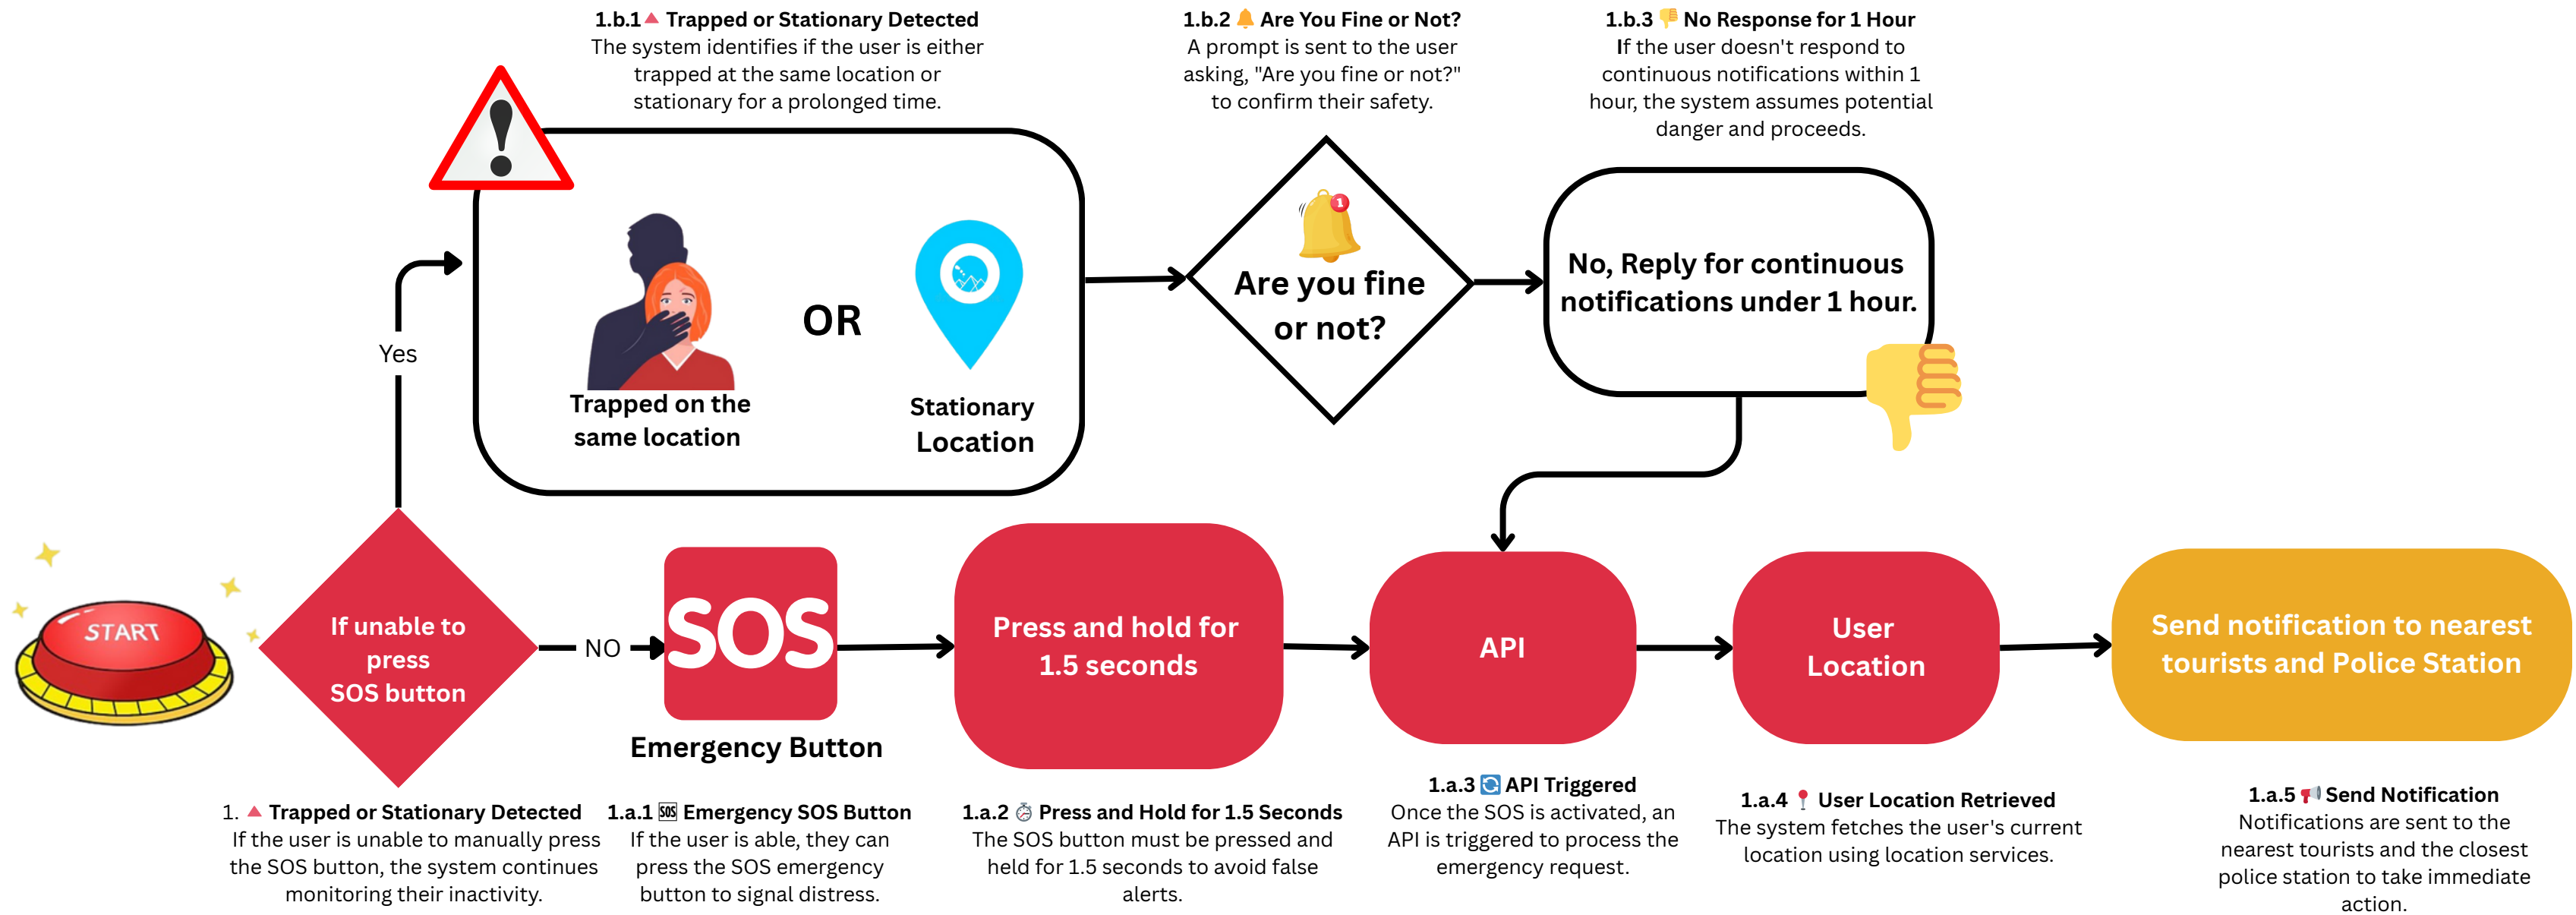 1.b.1🔺 Trapped or Stationary Detected
The system identifies if the user is either
trapped at the same location or
stationary for a prolonged time.
1.b.2 🔔 Are You Fine or Not?
A prompt is sent to the user
asking, "Are you fine or not?"
to confirm their safety.
1.b.3 👎 No Response for 1 Hour
If the user doesn't respond to
continuous notifications within 1
hour, the system assumes potential
danger and proceeds.
Trapped on the
same location
OR
Stationary
Location
1
Are you fine
or not?
No, Reply for continuous
notifications under 1 hour.
Yes
START
If unable to
press
SOS button
NO
SOS
Emergency Button
Press and hold for
1.5 seconds
API
User
Location
Send notification to nearest
tourists and Police Station
1. 🔺 Trapped or Stationary Detected
If the user is unable to manually press
the SOS button, the system continues
monitoring their inactivity.
1.a.1 🆘 Emergency SOS Button
If the user is able, they can
press the SOS emergency
button to signal distress.
1.a.2 ⏱ Press and Hold for 1.5 Seconds
The SOS button must be pressed and
held for 1.5 seconds to avoid false
alerts.
1.a.3 🔄 API Triggered
Once the SOS is activated, an
API is triggered to process the
emergency request.
1.a.4 📍 User Location Retrieved
The system fetches the user's current
location using location services.
1.a.5 📢 Send Notification
Notifications are sent to the
nearest tourists and the closest
police station to take immediate
action.